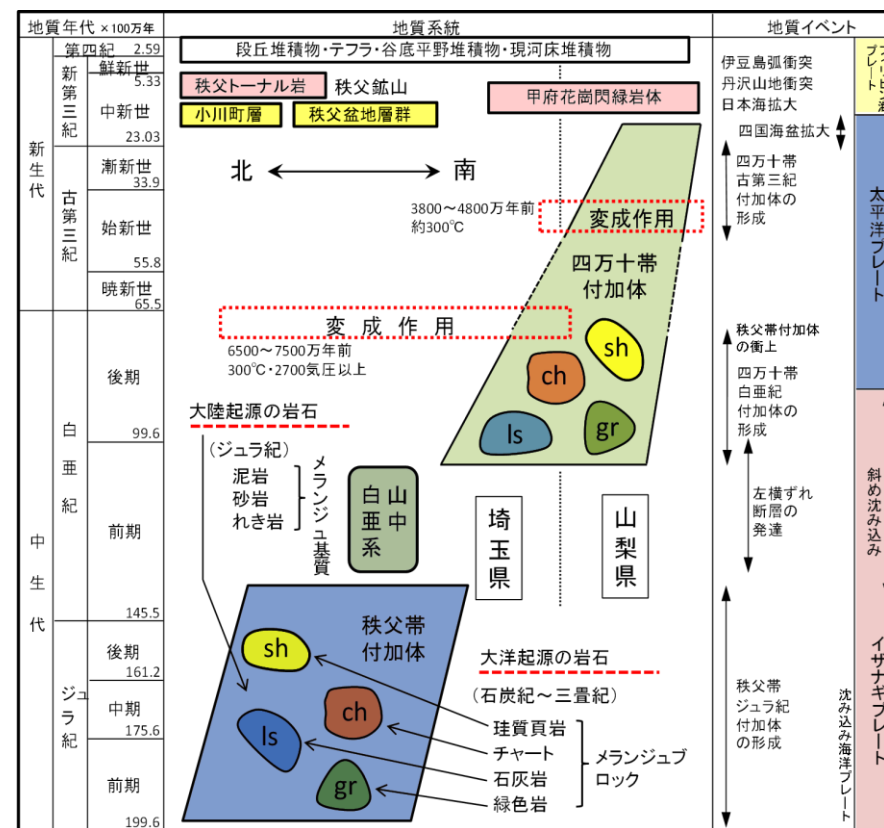 地質年代 ×100万年
地質系統
地質イベント
新生代
第四紀 2.59
新第三紀
鮮新世
5.33
中新世
23.03
古第三紀
漸新世
33.9
始新世
55.8
暁新世
65.5
中生代
白亜紀
後期
99.6
前期
145.5
ジュラ紀
後期
161.2
中期
175.6
前期
199.6
段丘堆積物・テフラ・谷底平野堆積物・現河床堆積物
秩父トーナル岩
秩父鉱山
甲府花崗閃緑岩体
小川町層
秩父盆地層群
北
南
3800～4800万年前
約300℃
変成作用
四万十帯
付加体
変成作用
6500～7500万年前
300℃・2700気圧以上
sh
ch
ls
gr
大陸起源の岩石
(ジュラ紀)
泥岩
砂岩
れき岩
メランジュ基質
山中
白亜系
埼玉県
山梨県
秩父帯
付加体
sh
ch
ls
gr
大洋起源の岩石
(石炭紀～三畳紀)
珪質頁岩
チャート
石灰岩
緑色岩
メランジュブ
ロック
伊豆島弧衝突
丹沢山地衝突
日本海拡大
四国海盆拡大
四万十帯
古第三紀
付加体の
形成
秩父帯付加体
の衝上
四万十帯
白亜紀
付加体の
形成
左横ずれ
断層の
発達
秩父帯
ジュラ紀
付加体
の形成
プレート
太平洋プレート
斜め沈み込み
イザナギプレート
沈み込み海洋プレート